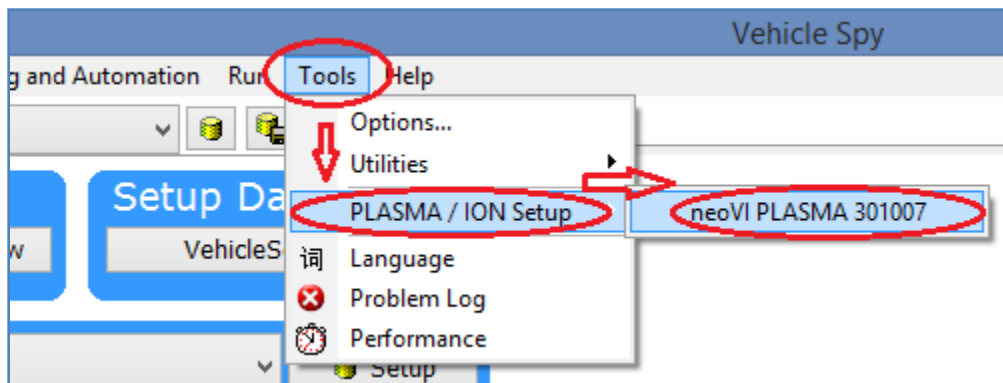 Vehicle Spy
g and Automation Run Tools Help
Options...
Utilities
Setup Da
PLASMA / ION Setup
neoVI PLASMA 301007
w
VehicleS
词 Language
Problem Log
Performance
Setup